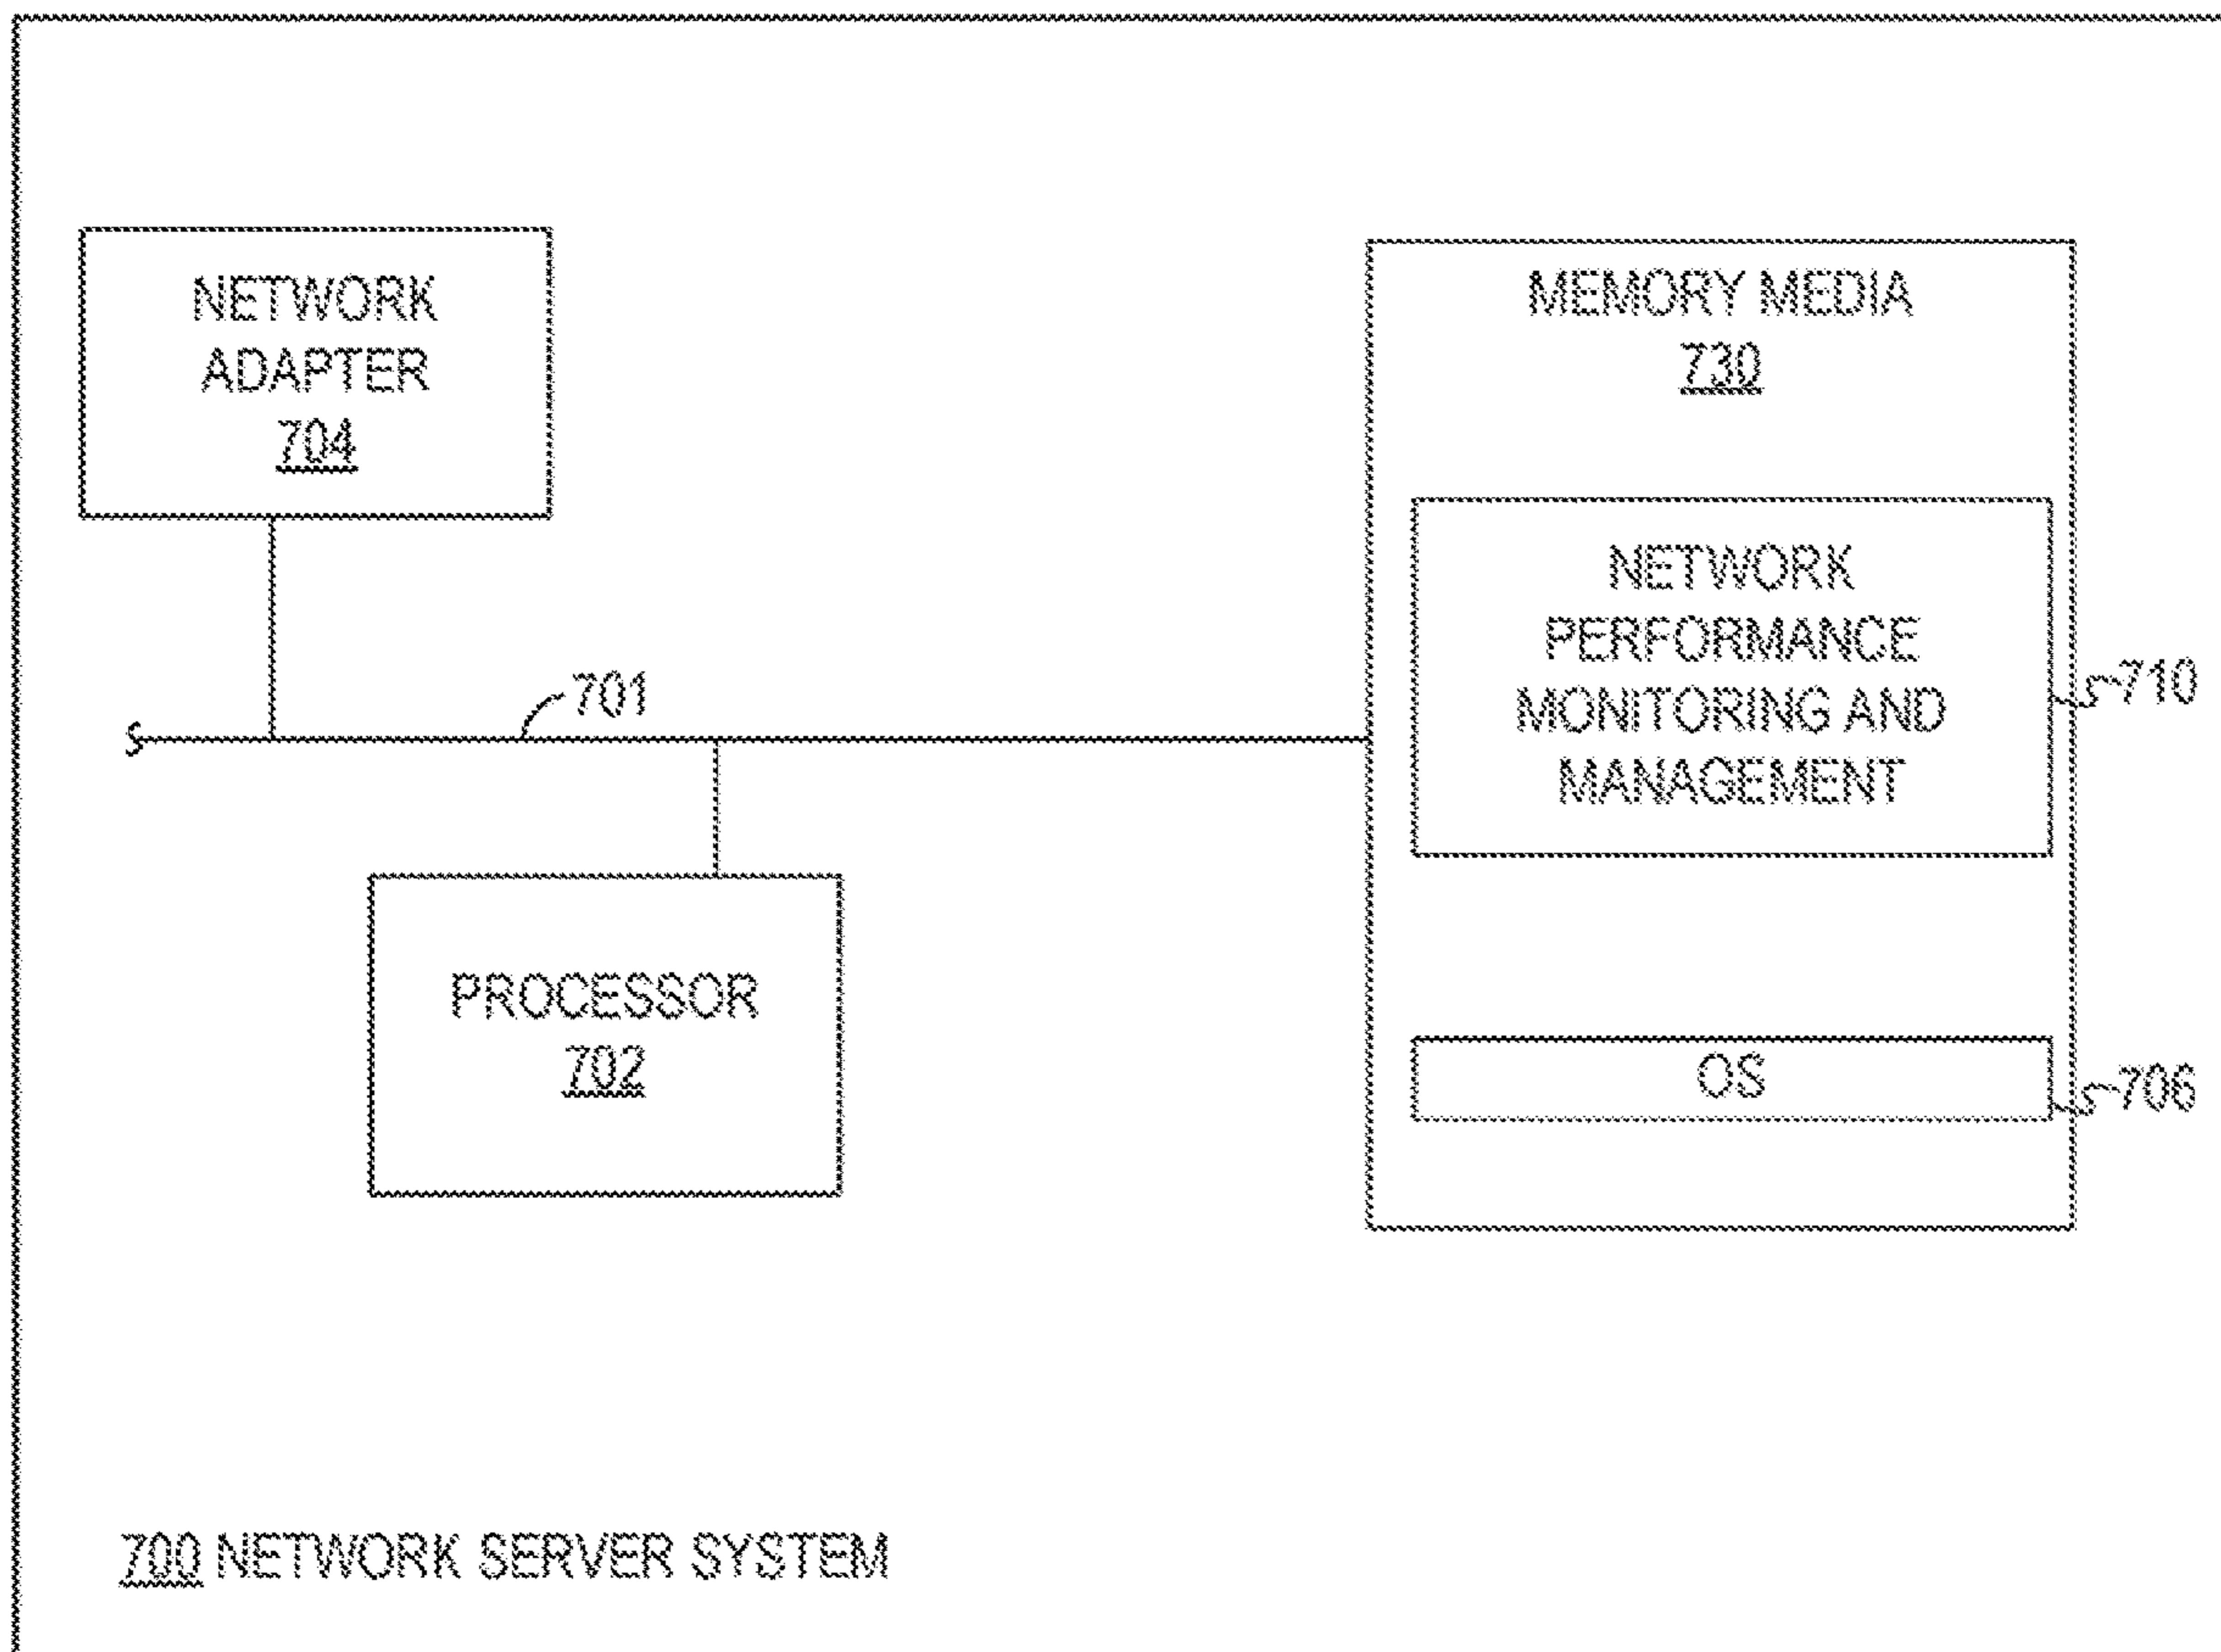 NETWORK
ADAPTER
704
MEMORY MEDIA
730
NETWORK
PERFORMANCE
MONITORING AND
MANAGEMENT
710
701
PROCESSOR
702
OS
706
700 NETWORK SERVER SYSTEM